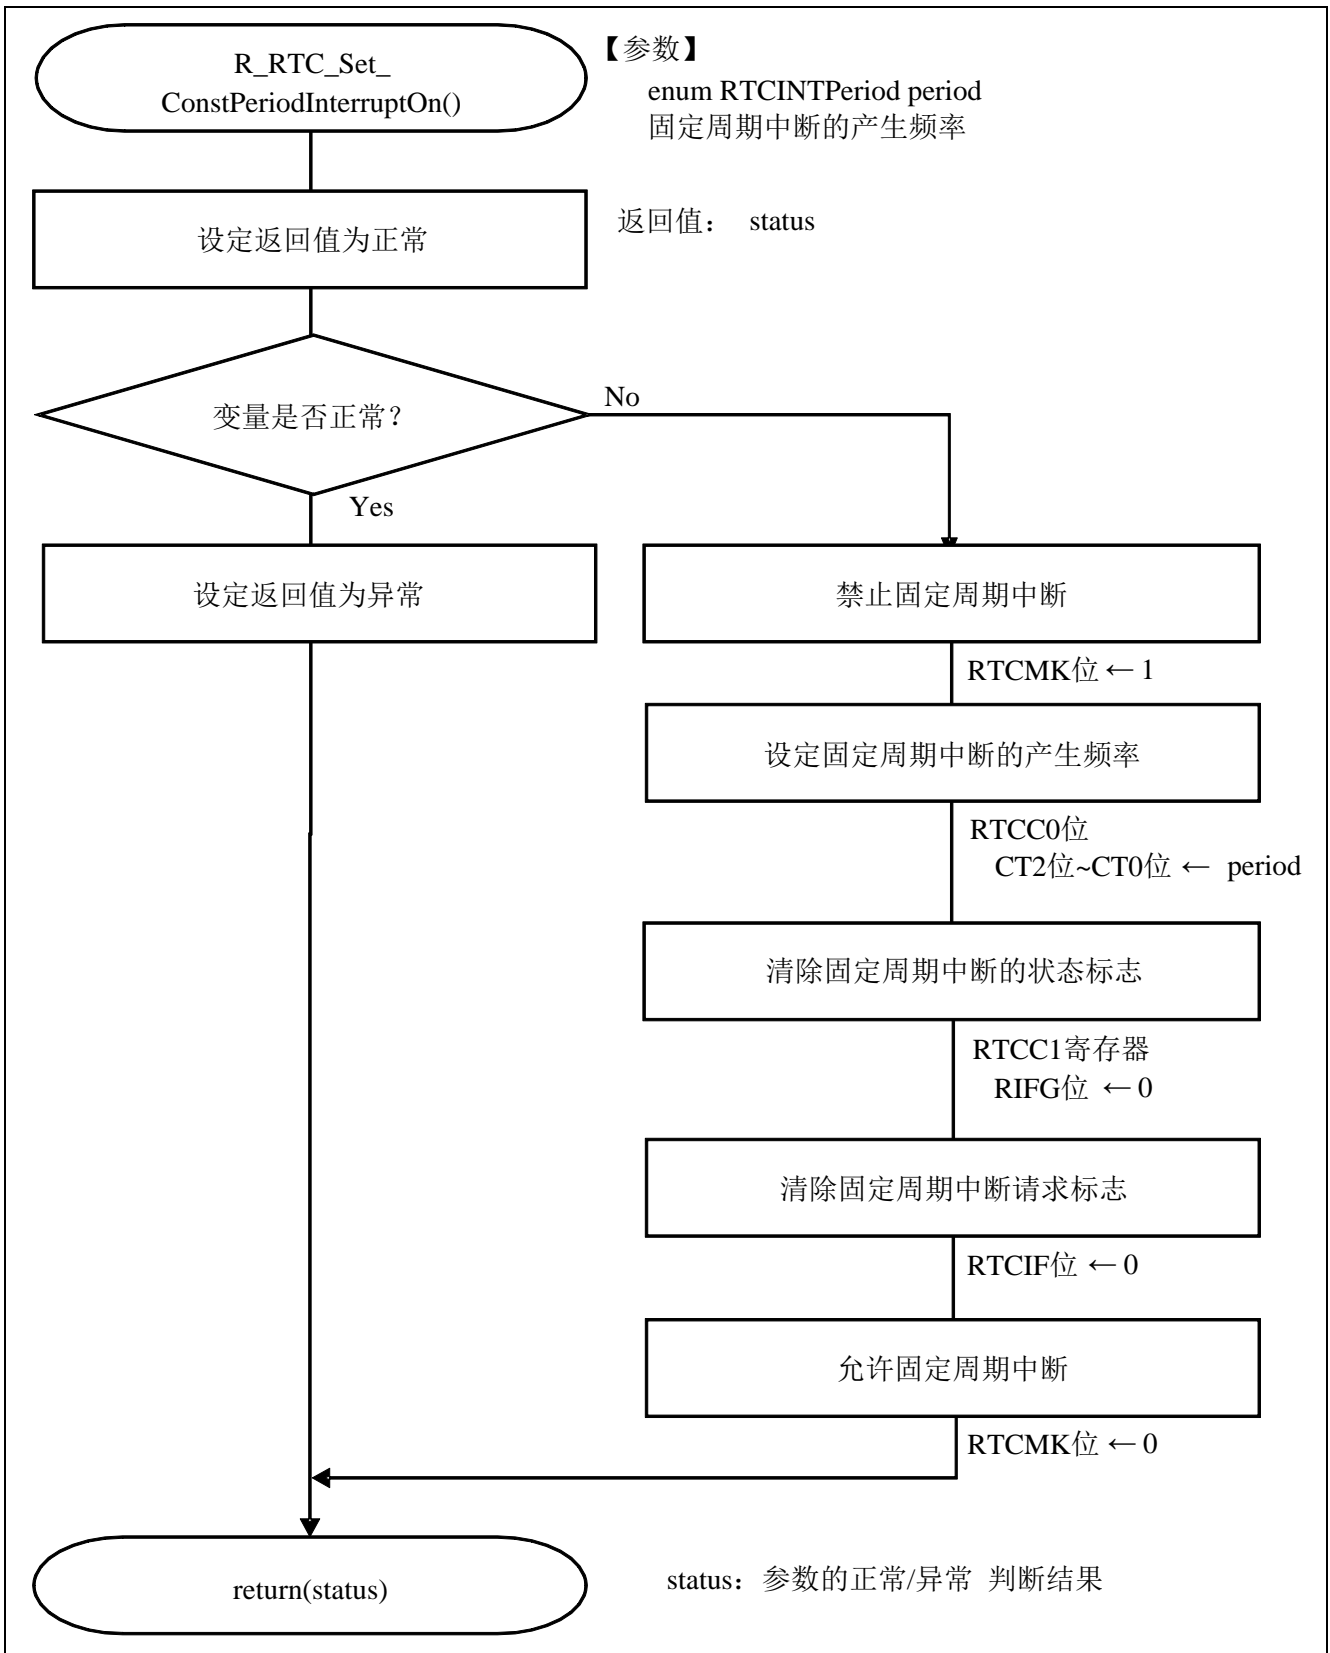 R_RTC_Set_
ConstPeriodInterruptOn()
【参数】
enum RTCINTPeriod period
固定周期中断的产生频率
设定返回值为正常
返回值： status
变量是否正常？
No
Yes
设定返回值为异常
禁止固定周期中断
RTCMK位 ← 1
设定固定周期中断的产生频率
RTCC0位
CT2位~CT0位 ← period
清除固定周期中断的状态标志
RTCC1寄存器
RIFG位 ← 0
清除固定周期中断请求标志
RTCIF位 ← 0
允许固定周期中断
RTCMK位 ← 0
return(status)
status：参数的正常/异常 判断结果